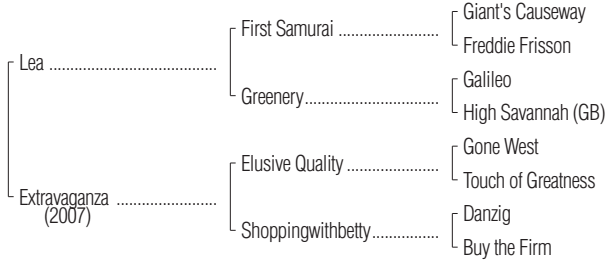 Giant's Causeway
First Samurai
Freddie Frisson
Lea
Galileo
Greenery
High Savannah (GB)
Gone West
Elusive Quality
Touch of Greatness
Extravaganza
(2007)
Danzig
Shoppingwithbetty
Buy the Firm